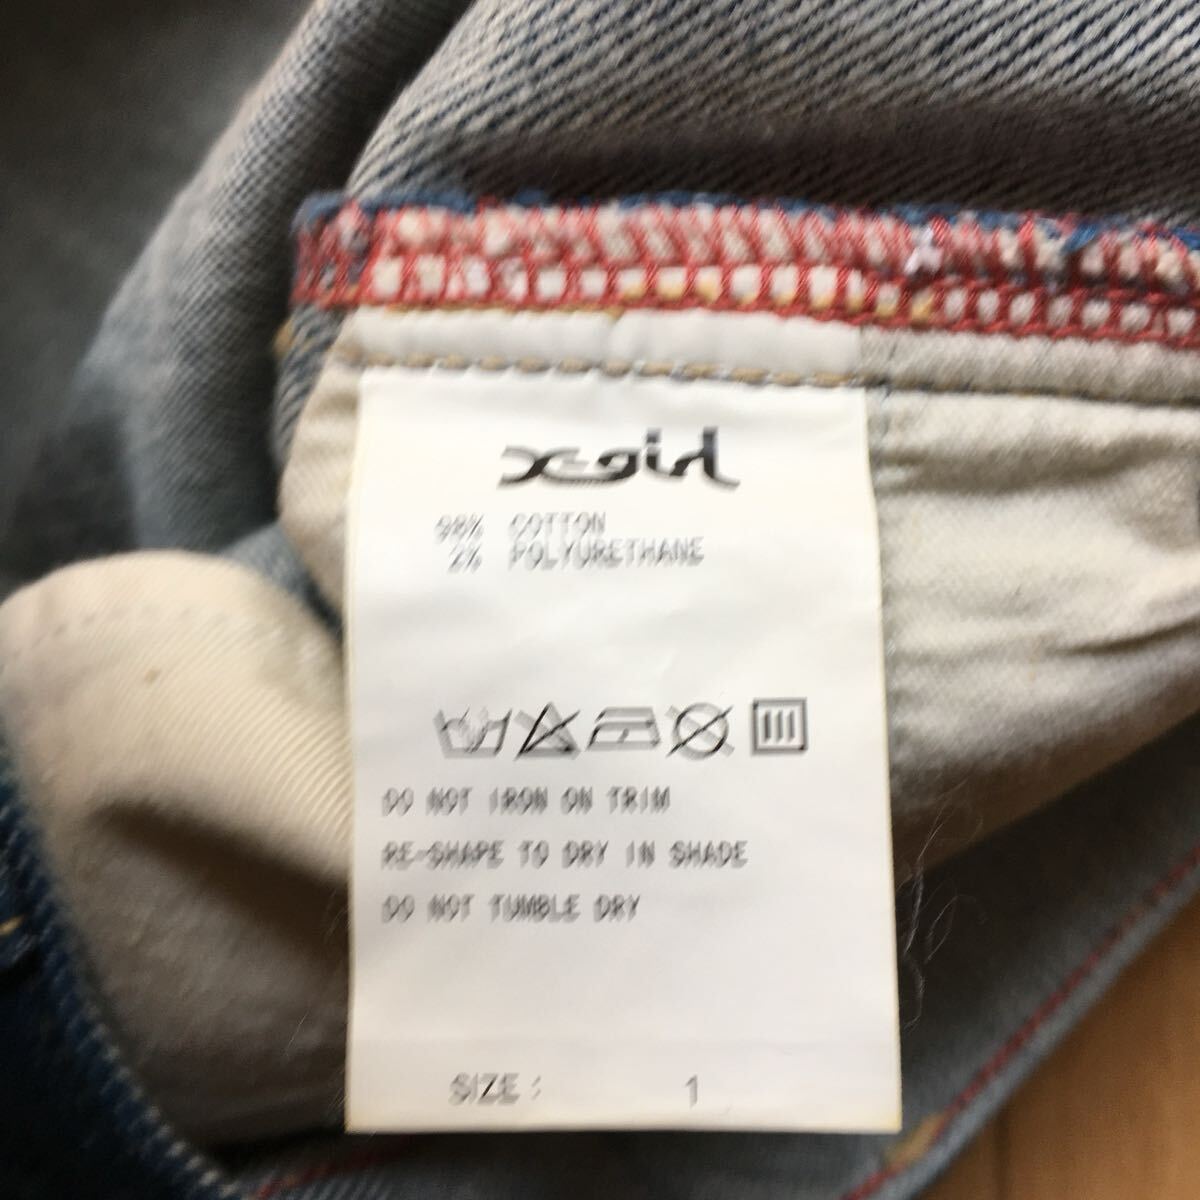 X-girl
98% COTTON
2% POLYURETHANE
DO NOT IRON ON TRIM
RE-SHAPE TO DRY IN SHADE
DO NOT TUMBLE DRY
SIZE: 1